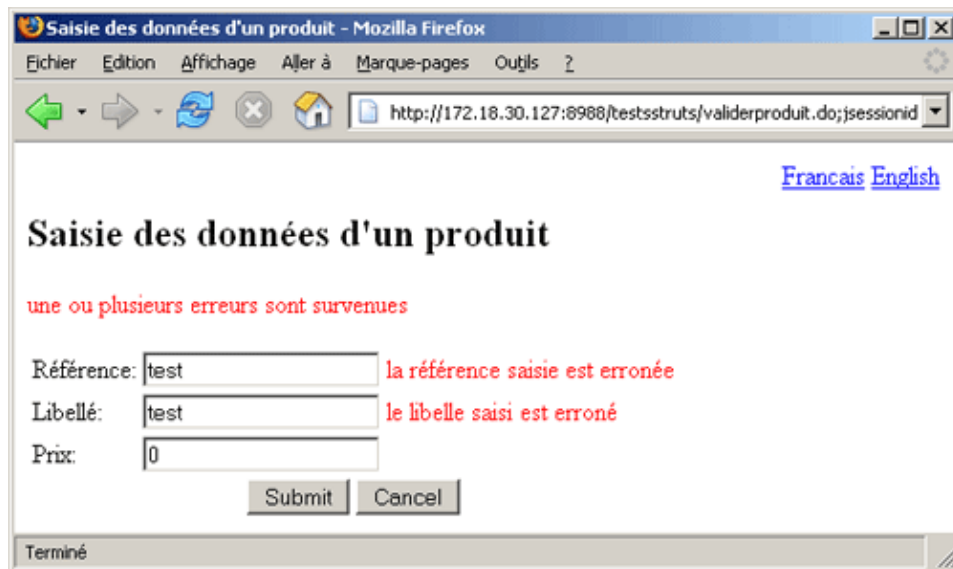 Saisie des données d'un produit - Mozilla Firefox
Fichier Edition Affichage Aller à Marque-pages Outils ?
http://172.18.30.127:8988/testsstruts/validerproduit.do;jsessionid
Francais English
Saisie des données d'un produit
une ou plusieurs erreurs sont survenues
Référence: test la référence saisie est erronée
Libellé: test le libelle saisi est erroné
Prix: 0
Submit Cancel
Terminé